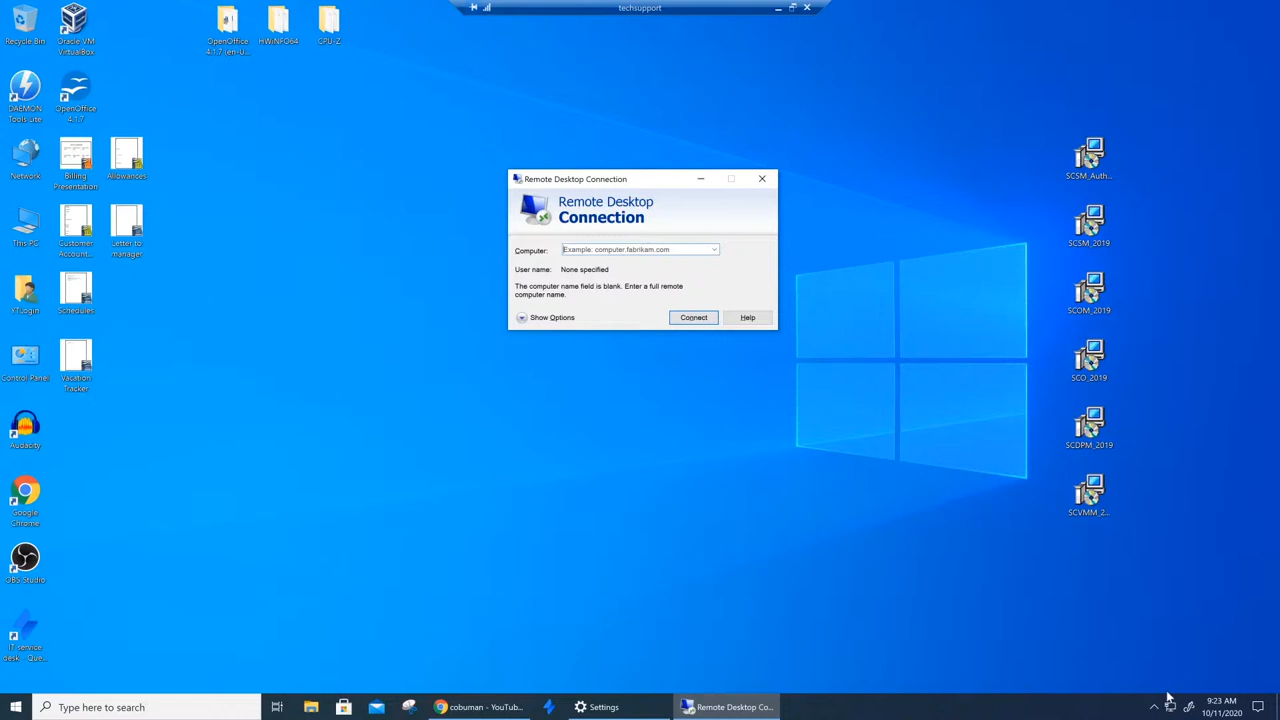 techsupport
Recycle Bin
Oracle VM
VirtualBox
OpenOffice
4.1.7 (en-U...
HWiNFO64
CPU-Z
DAEMON
Tools Lite
OpenOffice
4.1.7
Network
Billing
Presentation
Allowances
This PC
Customer
Account...
Letter to
manager
YTLogin
Schedules
Control Panel
Vacation
Tracker
Audacity
Google
Chrome
OBS Studio
IT service
desk - Que...
Remote Desktop Connection
Remote Desktop
Connection
Computer:
Example: computer.fabrikam.com
User name:
None specified
The computer name field is blank. Enter a full remote
computer name.
Show Options
Connect
Help
SCSM_Auth...
SCSM_2019
SCOM_2019
SCO_2019
SCDPM_2019
SCVMM_2...
Type here to search
cobuman - YouTub...
Settings
Remote Desktop Co...
9:23 AM
10/11/2020